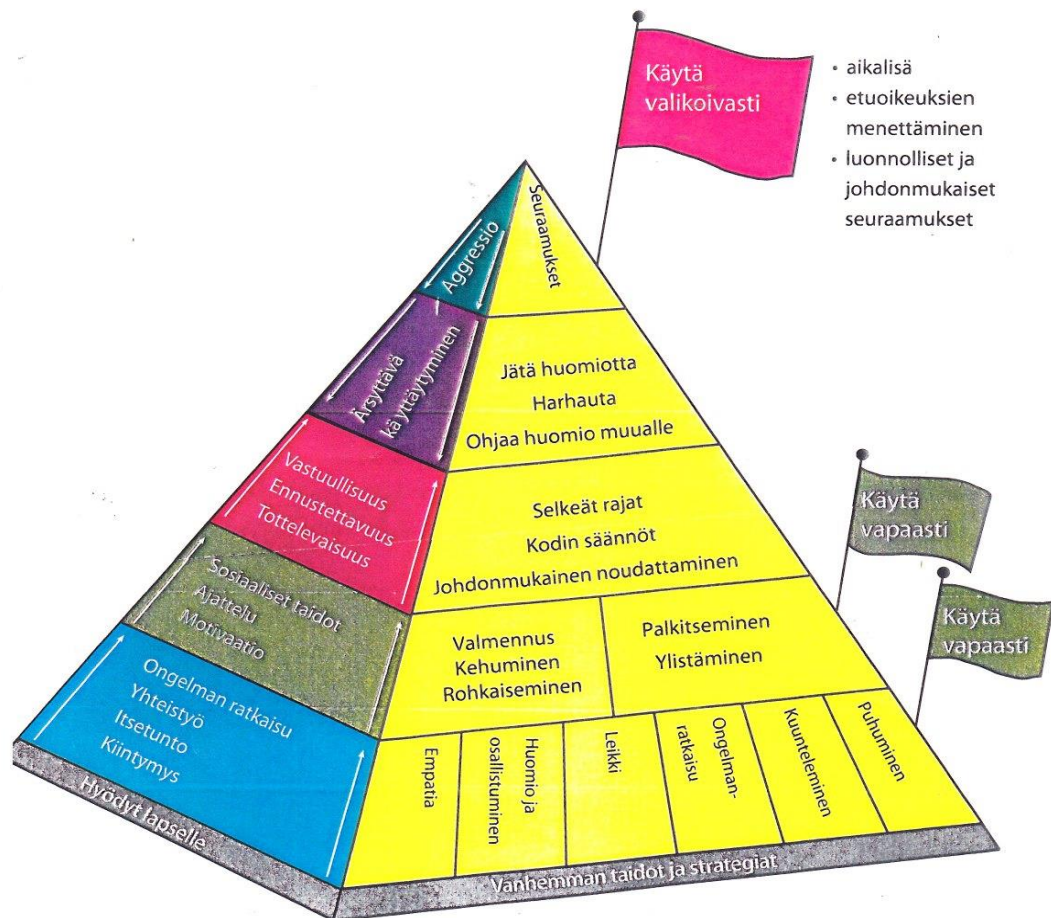 Käytä
valikoivasti
• aikalisä
• etuoikeuksien
menettäminen
• luonnolliset ja
johdonmukaiset
seuraamukset
Aggressio
Seuraamukset
Ärsyttävä
käyttäytyminen
Jätä huomiotta
Harhauta
Ohjaa huomio muualle
Vastuullisuus
Ennustettavuus
Tottelevaisuus
Selkeät rajat
Kodin säännöt
Johdonmukainen noudattaminen
Käytä
vapaasti
Sosiaaliset taidot
Ajattelu
Motivaatio
Valmennus
Kehuminen
Rohkaiseminen
Palkitseminen
Ylistäminen
Käytä
vapaasti
Ongelman ratkaisu
Yhteistyö
Itsetunto
Kiintymys
Empatia
Huomio ja
osallistuminen
Leikki
Ongelman-
ratkaisu
Kuunteleminen
Puhuminen
Hyödyt lapselle
Vanhemman taidot ja strategiat